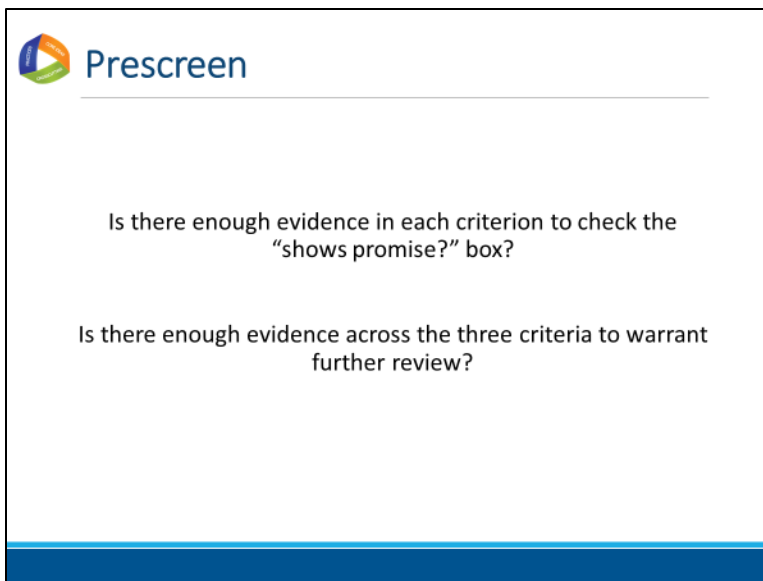 Prescreen
Is there enough evidence in each criterion to check the
“shows promise?” box?
Is there enough evidence across the three criteria to warrant
further review?